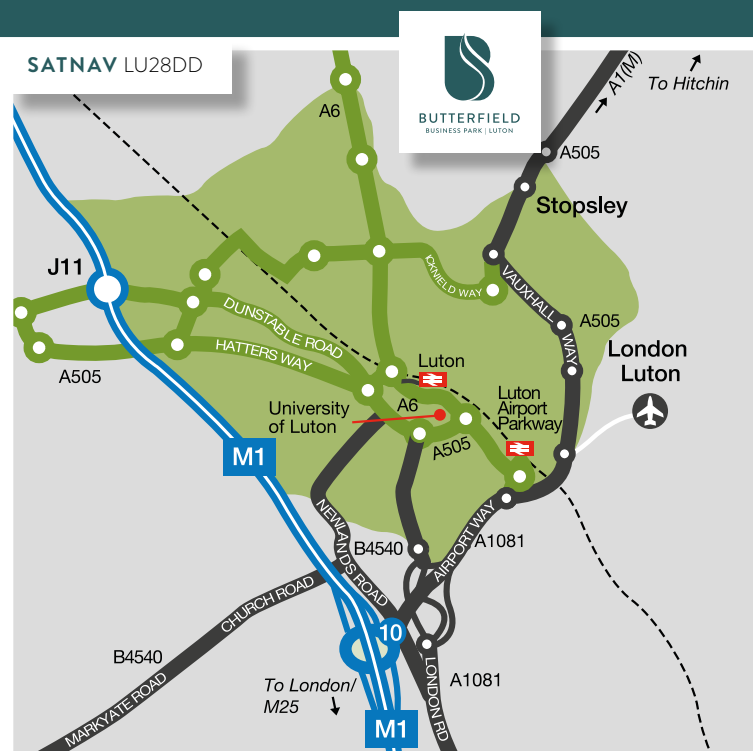 SATNAV LU28DD
BUTTERFIELD
BUSINESS PARK | LUTON
A1(M)
To Hitchin
A6
A505
Stopsley
J11
ICKNIELD WAY
VAUXHALL WAY
A505
DUNSTABLE ROAD
HATTERS WAY
A505
London
Luton
Luton
Luton
Airport
Parkway
University
of Luton
A6
A505
M1
NEWLANDS ROAD
B4540
AIRPORT WAY
A1081
CHURCH ROAD
10
B4540
MARKYATE ROAD
To London/
M25
LONDON RD
A1081
M1